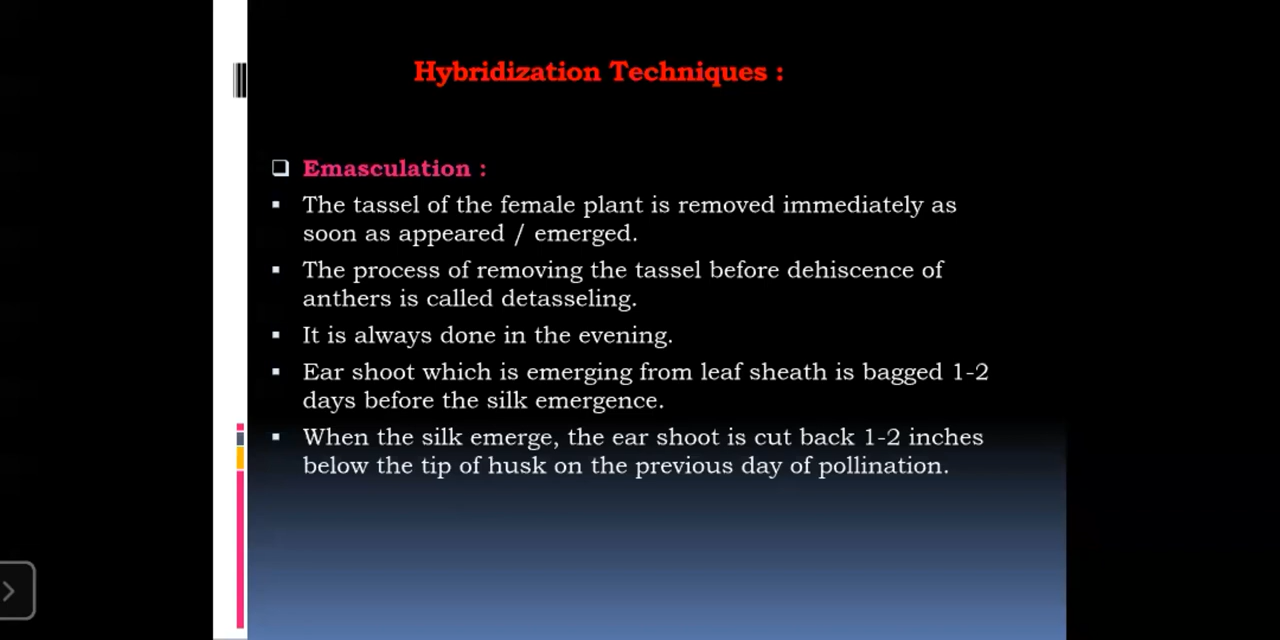 Hybridization Techniques :
❑ Emasculation :
▪ The tassel of the female plant is removed immediately as
soon as appeared / emerged.
▪ The process of removing the tassel before dehiscence of
anthers is called detasseling.
▪ It is always done in the evening.
▪ Ear shoot which is emerging from leaf sheath is bagged 1-2
days before the silk emergence.
▪ When the silk emerge, the ear shoot is cut back 1-2 inches
below the tip of husk on the previous day of pollination.